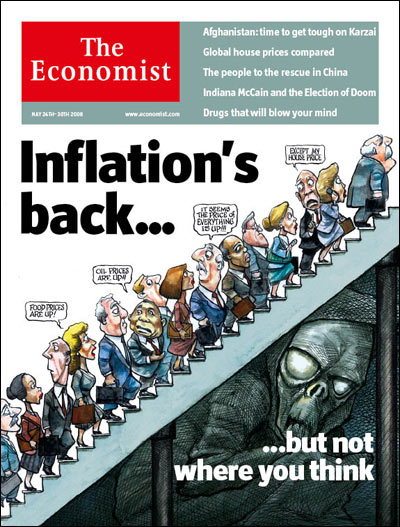 The
Economist
MAY 24TH-30TH 2008
www.economist.com
Afghanistan: time to get tough on Karzai
Global house prices compared
The people to the rescue in China
Indiana McCain and the Election of Doom
Drugs that will blow your mind
Inflation's
back...
FOOD PRICES
ARE UP!
OIL PRICES
ARE UP!!
IT SEEMS
THE PRICE OF
EVERYTHING
IS UP!!!
EXCEPT MY
HOUSE PRICE
...but not
where you think